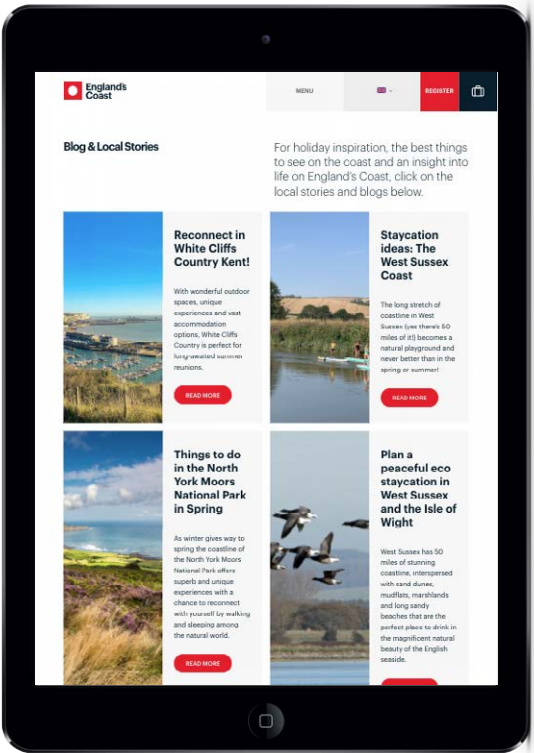 England's
Coast
MENU
REGISTER
Blog & Local Stories
For holiday inspiration, the best things
to see on the coast and an insight into
life on England's Coast, click on the
local stories and blogs below.
Reconnect in
White Cliffs
Country Kent!
With wonderful outdoor
spaces, unique
experiences and vast
accommodation
options, White Cliffs
Country is perfect for
long-awaited summer
reunions.
READ MORE
Staycation
ideas: The
West Sussex
Coast
The long stretch of
coastline in West
Sussex (yes there's 50
miles of it!) becomes a
natural playground and
never better than in the
spring or summer!
READ MORE
Things to do
in the North
York Moors
National Park
in Spring
As winter gives way to
spring the coastline of
the North York Moors
National Park offers
superb and unique
experiences with a
chance to reconnect
with yourself by walking
and sleeping among
the natural world.
READ MORE
Plan a
peaceful eco
staycation in
West Sussex
and the Isle of
Wight
West Sussex has 50
miles of stunning
coastline, interspersed
with sand dunes,
mudflats, marshlands
and long sandy
beaches that are the
perfect place to drink in
the magnificent natural
beauty of the English
seaside.